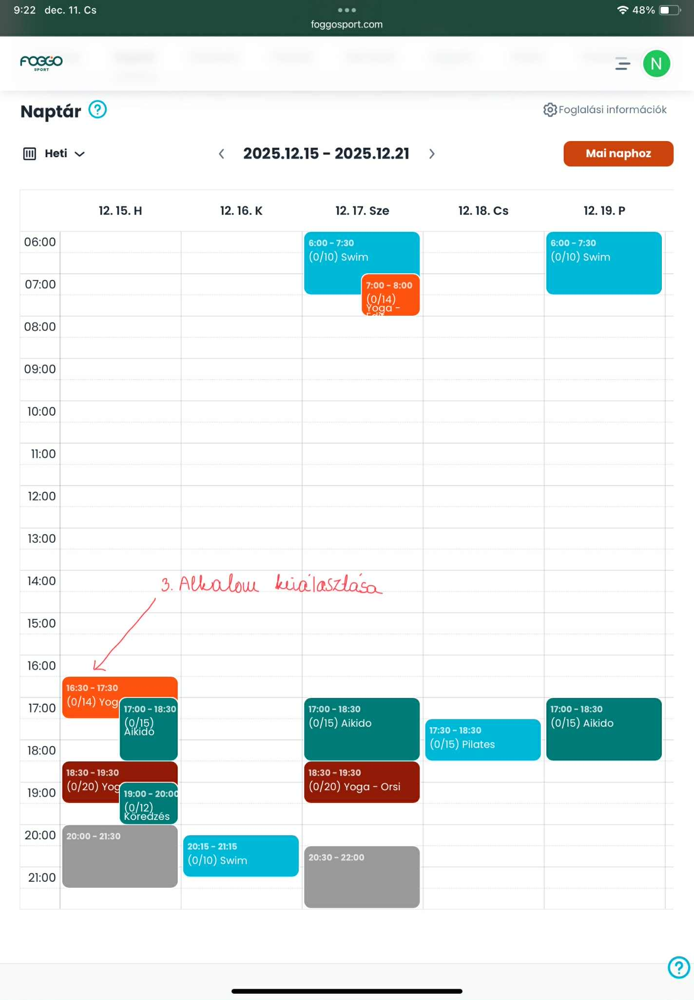 9:22 dec. 11. Cs
48%
foggosport.com
FOGGO
SPORT
N
Naptár ?
Foglalási információk
Heti
2025.12.15 – 2025.12.21
Mai naphoz
12. 15. H
12. 16. K
12. 17. Sze
12. 18. Cs
12. 19. P
06:00
6:00 - 7:30
(0/10) Swim
6:00 - 7:30
(0/10) Swim
07:00
7:00 - 8:00
(0/14)
Yoga -
Edit
08:00
09:00
10:00
11:00
12:00
13:00
14:00
3. Alkalom kiválasztása
15:00
16:00
16:30 - 17:30
(0/14) Yog
17:00
17:00 - 18:30
(0/15)
Aikido
17:00 - 18:30
(0/15) Aikido
17:30 - 18:30
(0/15) Pilates
17:00 - 18:30
(0/15) Aikido
18:00
18:30 - 19:30
(0/20) Yog
18:30 - 19:30
(0/20) Yoga - Orsi
19:00
19:00 - 20:00
(0/12)
Köredzés
20:00
20:00 - 21:30
20:15 - 21:15
(0/10) Swim
20:30 - 22:00
21:00
?